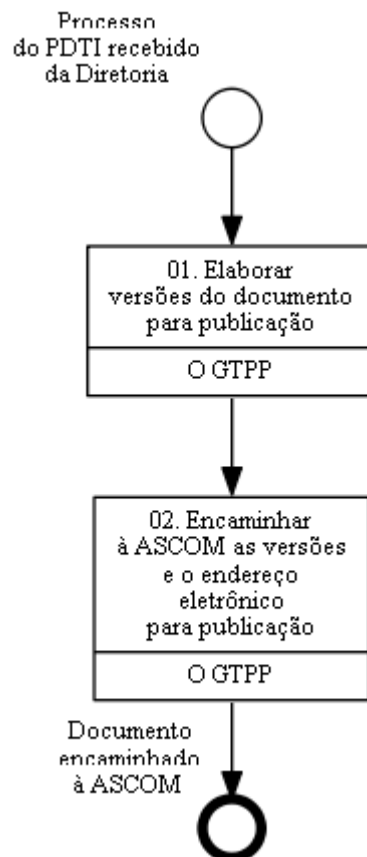 Processo
do PDTI recebido
da Diretoria
01. Elaborar
versões do documento
para publicação
O GTPP
02. Encaminhar
à ASCOM as versões
e o endereço
eletrônico
para publicação
O GTPP
Documento
encaminhado
à ASCOM